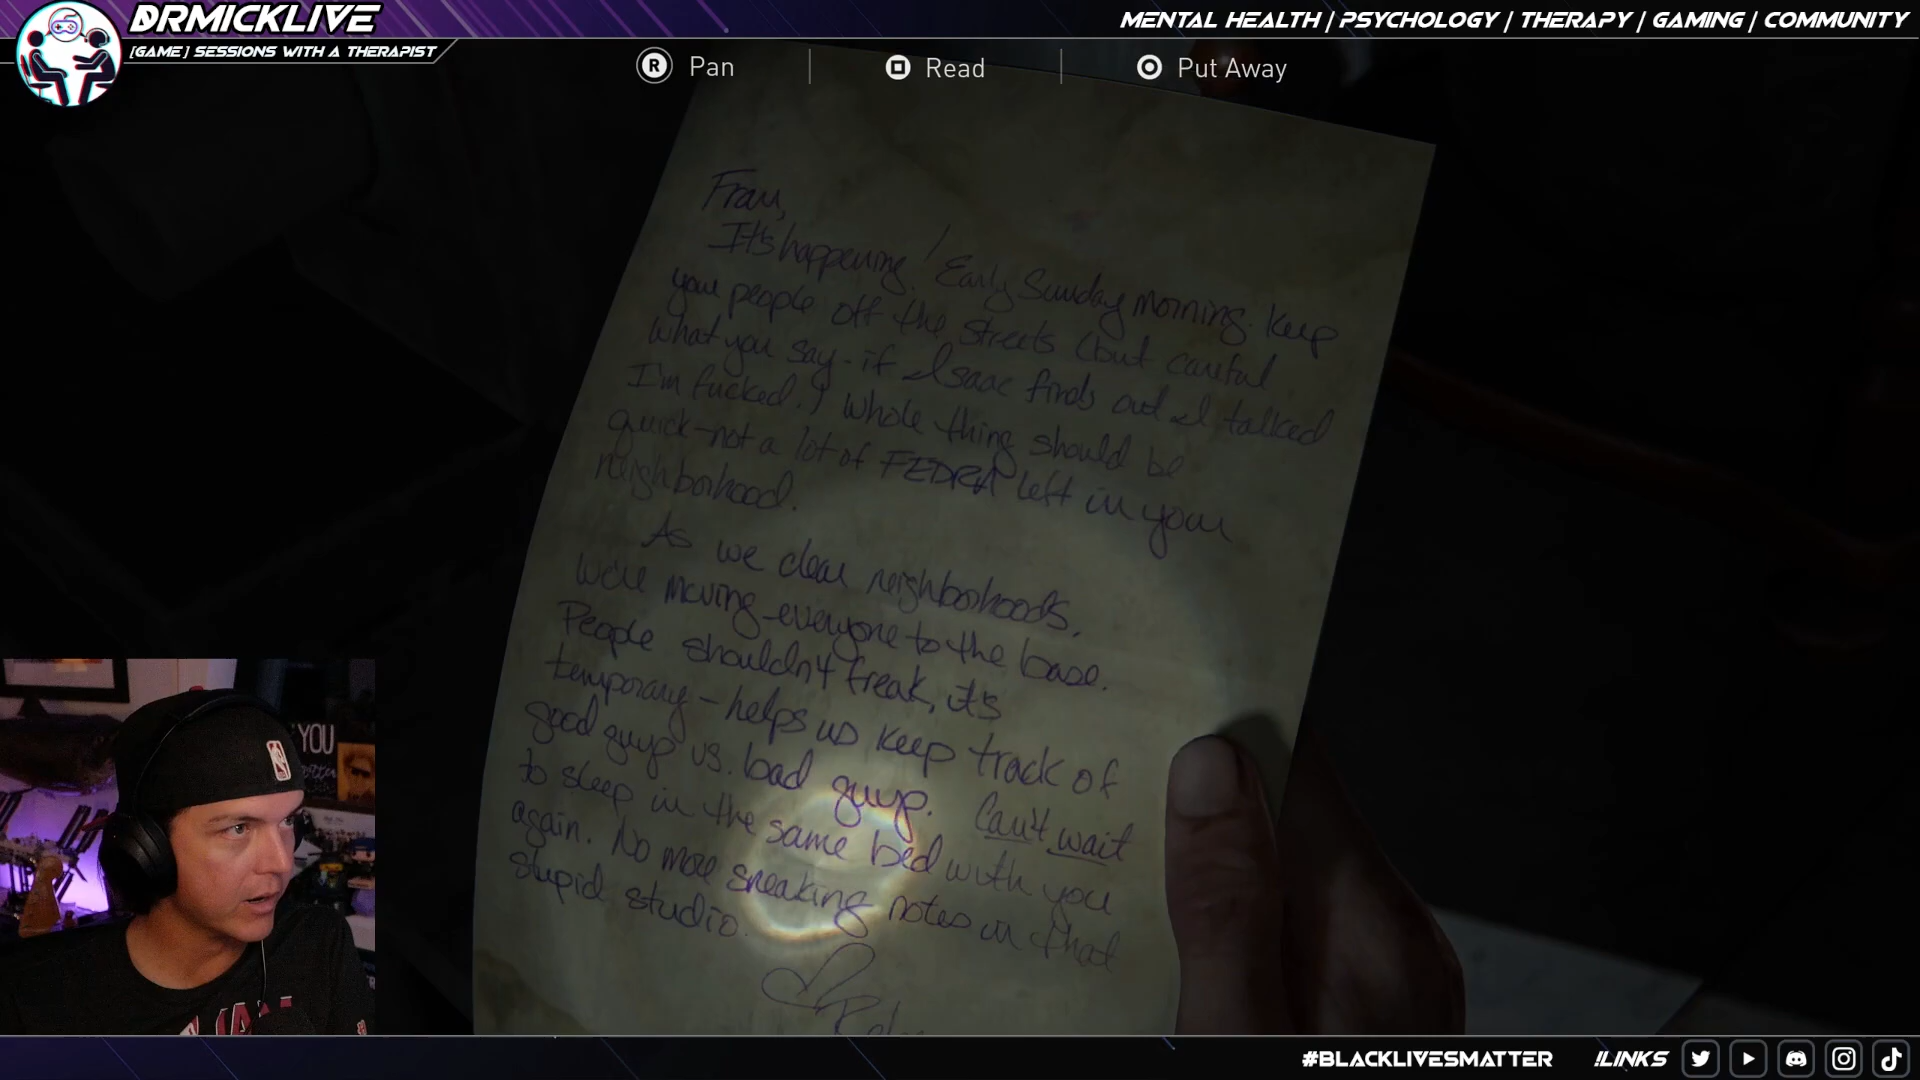 DRMICKLIVE
[GAME] SESSIONS WITH A THERAPIST
MENTAL HEALTH | PSYCHOLOGY | THERAPY | GAMING | COMMUNITY
R Pan
Read
Put Away
Fran,
It's happening! Early Sunday morning. Keep
your people off the streets (but careful
what you say - if Isaac finds out I talked
I'm fucked.) Whole thing should be
quick - not a lot of FEDRA left in your
neighborhood.
As we clear neighborhoods,
we're moving everyone to the base.
People shouldn't freak, it's
temporary - helps us keep track of
good guys vs. bad guys. Can't wait
to sleep in the same bed with you
again. No more sneaking notes in that
stupid studio.
YOU
#BLACKLIVESMATTER
!LINKS